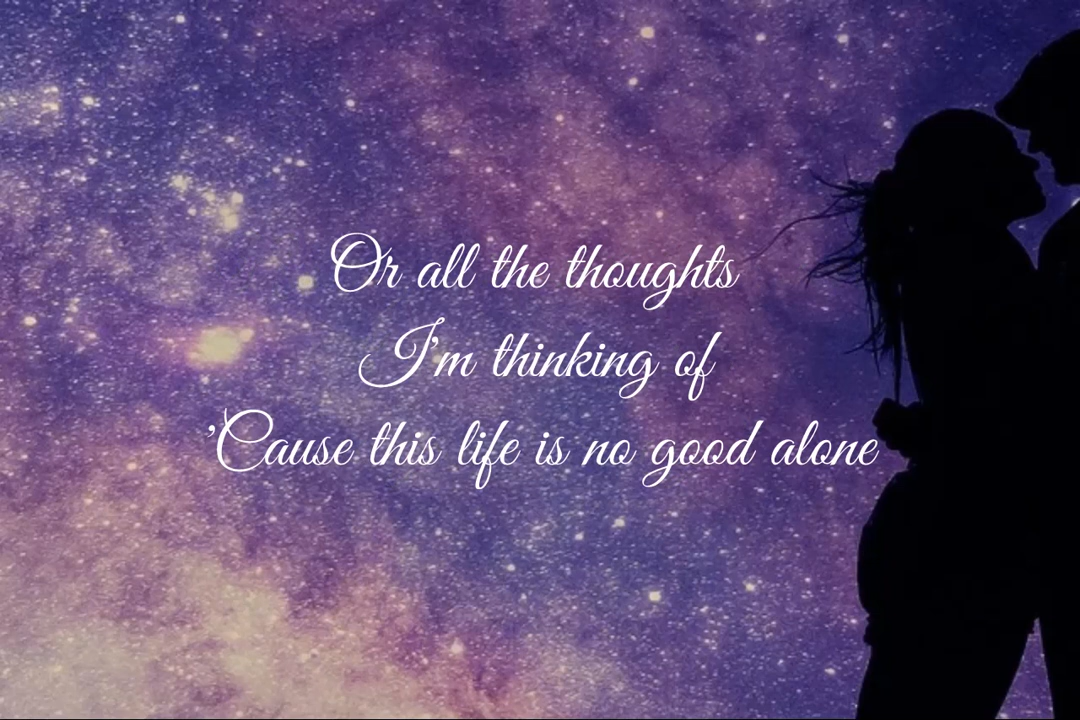 Or all the thoughts
I'm thinking of
'Cause this life is no good alone